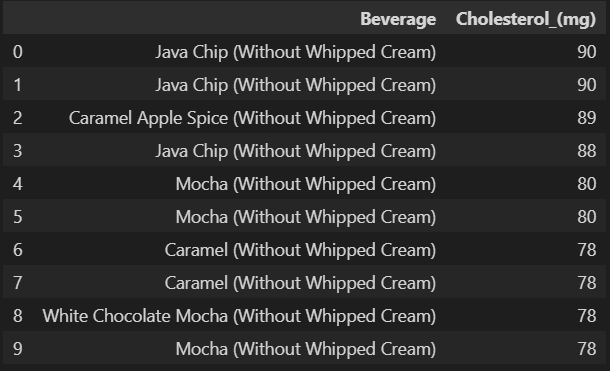 Beverage Cholesterol_(mg)
0 Java Chip (Without Whipped Cream) 90
1 Java Chip (Without Whipped Cream) 90
2 Caramel Apple Spice (Without Whipped Cream) 89
3 Java Chip (Without Whipped Cream) 88
4 Mocha (Without Whipped Cream) 80
5 Mocha (Without Whipped Cream) 80
6 Caramel (Without Whipped Cream) 78
7 Caramel (Without Whipped Cream) 78
8 White Chocolate Mocha (Without Whipped Cream) 78
9 Mocha (Without Whipped Cream) 78